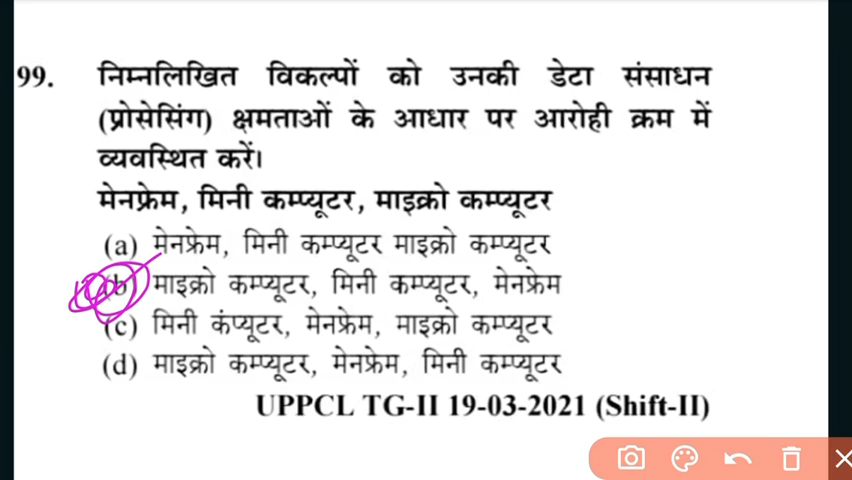 99. निम्नलिखित विकल्पों को उनकी डेटा संसाधन
(प्रोसेसिंग) क्षमताओं के आधार पर आरोही क्रम में
व्यवस्थित करें।
मेनफ्रेम, मिनी कम्प्यूटर, माइक्रो कम्प्यूटर
(a) मेनफ्रेम, मिनी कम्प्यूटर माइक्रो कम्प्यूटर
(b) माइक्रो कम्प्यूटर, मिनी कम्प्यूटर, मेनफ्रेम
(c) मिनी कंप्यूटर, मेनफ्रेम, माइक्रो कम्प्यूटर
(d) माइक्रो कम्प्यूटर, मेनफ्रेम, मिनी कम्प्यूटर
UPPCL TG-II 19-03-2021 (Shift-II)